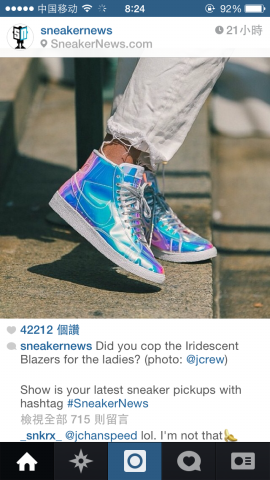 中国移动 8:24 92%
sneakernews 21小時
SneakerNews.com
42212 個讚
sneakernews Did you cop the Iridescent
Blazers for the ladies? (photo: @jcrew)
Show is your latest sneaker pickups with
hashtag #SneakerNews
檢視全部 715 則留言
_snkrx_ @jchanspeed lol. I'm not that🍌